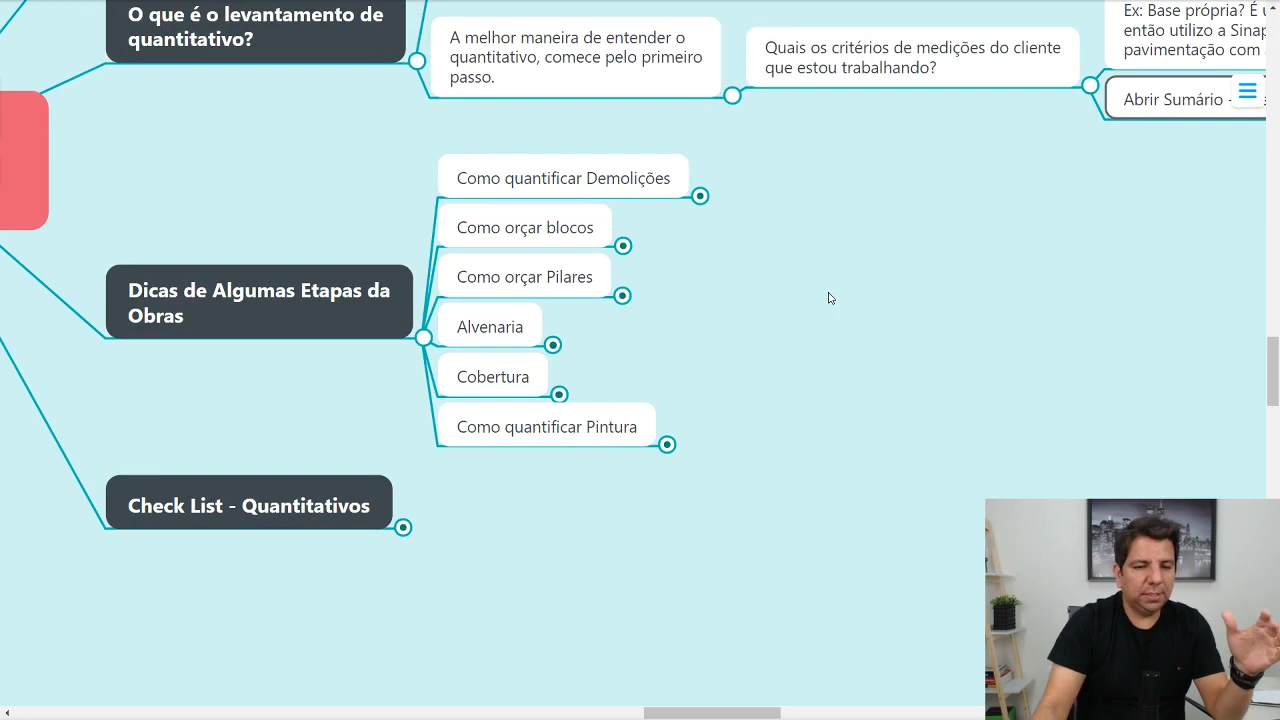 O que é o levantamento de
quantitativo?
A melhor maneira de entender o
quantitativo, comece pelo primeiro
passo.
Quais os critérios de medições do cliente
que estou trabalhando?
Ex: Base própria? É
então utilizo a Sinap
pavimentação com
Abrir Sumário -
Como quantificar Demolições
Como orçar blocos
Como orçar Pilares
Alvenaria
Cobertura
Como quantificar Pintura
Dicas de Algumas Etapas da
Obras
Check List - Quantitativos